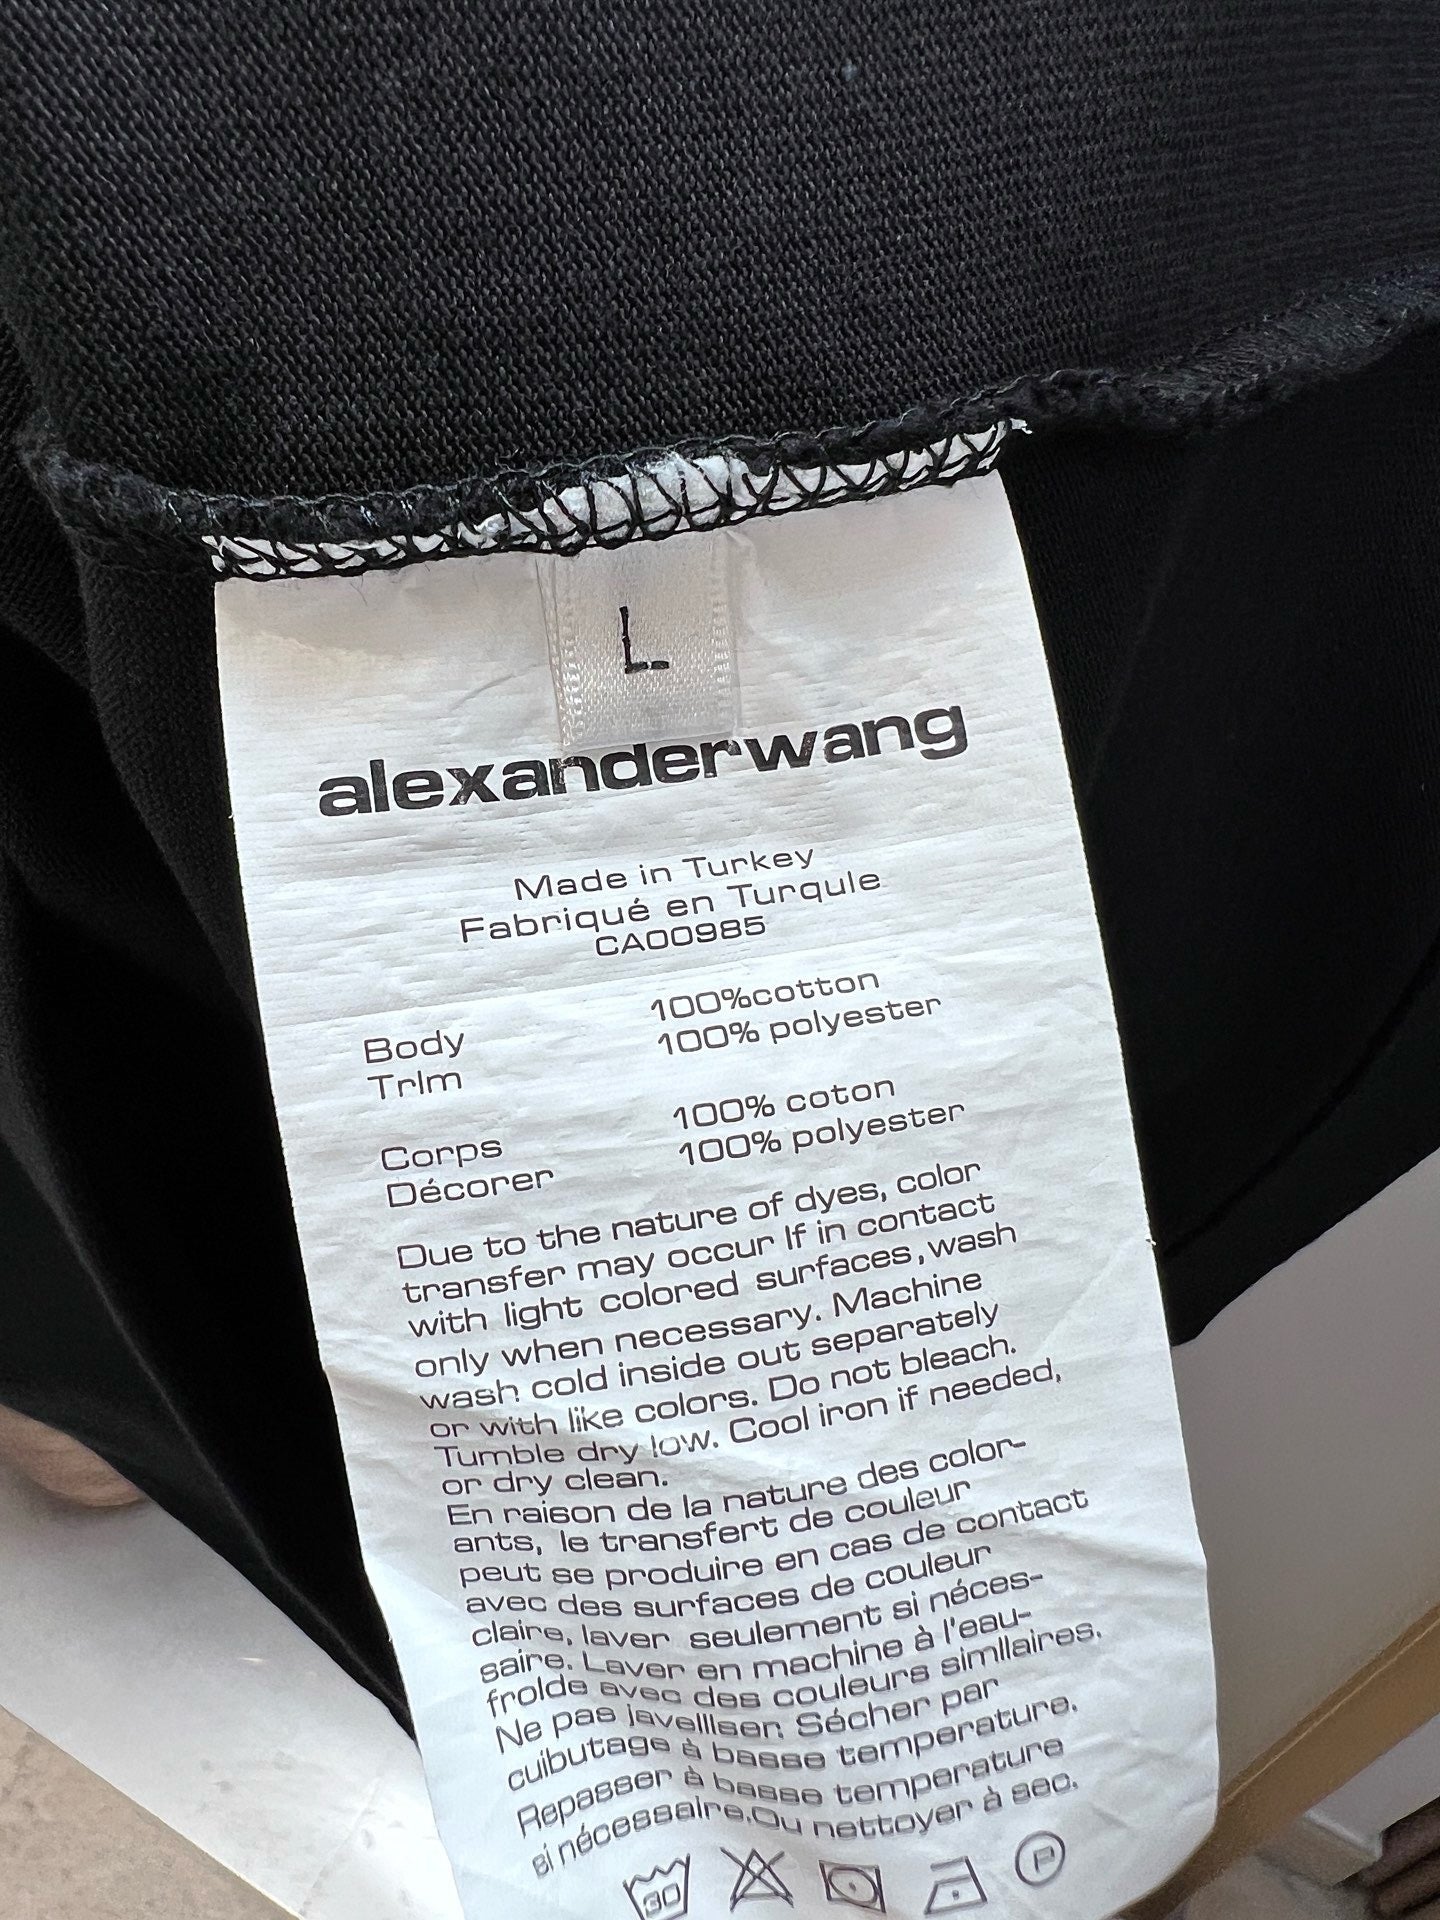 L
alexanderwang
Made in Turkey
Fabriqué en Turqule
CA00985
100%cotton
Body 100% polyester
Trlm
100% coton
Corps 100% polyester
Décorer
Due to the nature of dyes, color
transfer may occur If in contact
with light colored surfaces, wash
only when necessary. Machine
wash cold inside out separately
or with like colors. Do not bleach.
Tumble dry low. Cool iron if needed,
or dry clean.
En raison de la nature des color-
ants, le transfert de couleur
peut se produire en cas de contact
avec des surfaces de couleur
claire, laver seulement si néces-
saire. Laver en machine à l'eau-
frolde avec des couleurs simllaires.
Ne pas javelllser. Sécher par
cuibutage à basse temperature.
Repasser à basse temperature
si nécessalre.Ou nettoyer à sec.
30 P